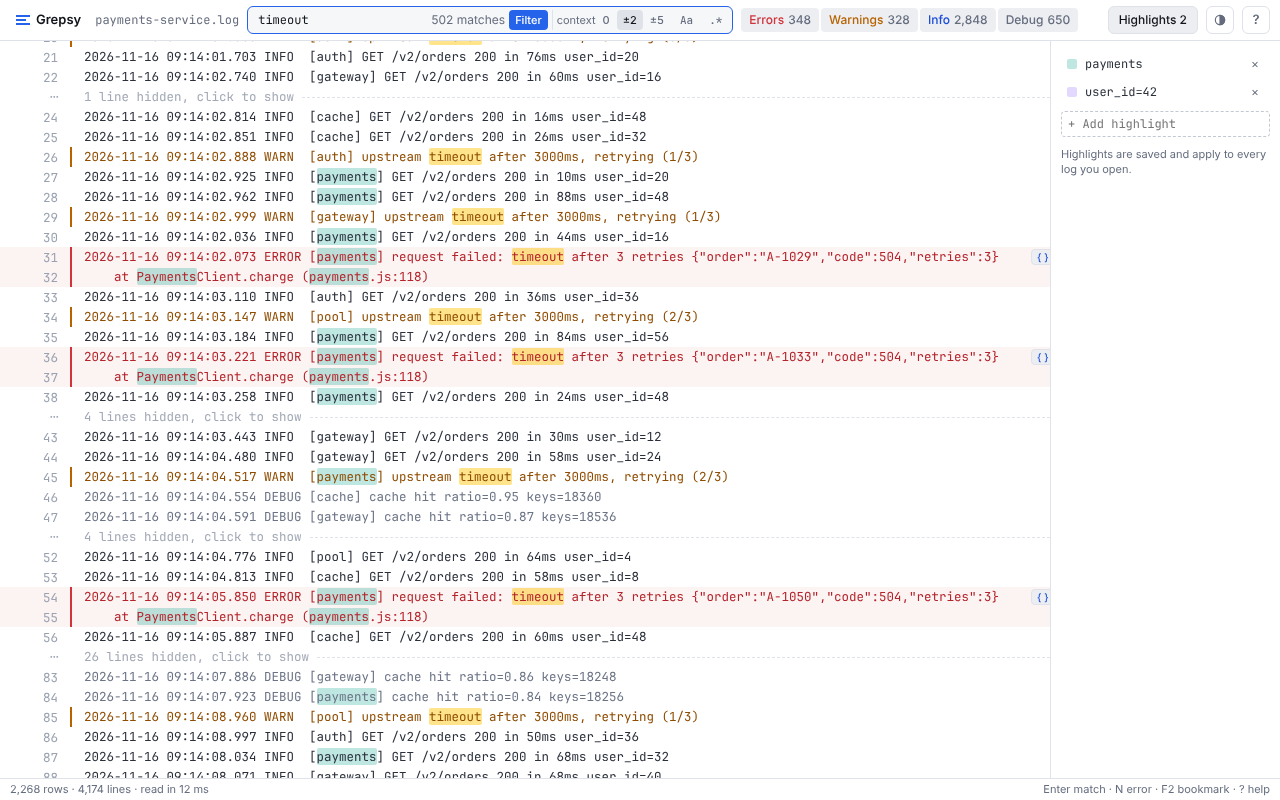 Grepsy payments-service.log timeout 502 matches Filter context 0 ±2 ±5 Aa .* Errors 348 Warnings 328 Info 2,848 Debug 650 Highlights 2 ?
21 2026-11-16 09:14:01.703 INFO [auth] GET /v2/orders 200 in 76ms user_id=20
22 2026-11-16 09:14:02.740 INFO [gateway] GET /v2/orders 200 in 60ms user_id=16
⋯ 1 line hidden, click to show
24 2026-11-16 09:14:02.814 INFO [cache] GET /v2/orders 200 in 16ms user_id=48
25 2026-11-16 09:14:02.851 INFO [cache] GET /v2/orders 200 in 26ms user_id=32
26 2026-11-16 09:14:02.888 WARN [auth] upstream timeout after 3000ms, retrying (1/3)
27 2026-11-16 09:14:02.925 INFO [payments] GET /v2/orders 200 in 10ms user_id=20
28 2026-11-16 09:14:02.962 INFO [payments] GET /v2/orders 200 in 88ms user_id=48
29 2026-11-16 09:14:02.999 WARN [gateway] upstream timeout after 3000ms, retrying (1/3)
30 2026-11-16 09:14:02.036 INFO [payments] GET /v2/orders 200 in 44ms user_id=16
31 2026-11-16 09:14:02.073 ERROR [payments] request failed: timeout after 3 retries {"order":"A-1029","code":504,"retries":3} {}
32 at PaymentsClient.charge (payments.js:118)
33 2026-11-16 09:14:03.110 INFO [auth] GET /v2/orders 200 in 36ms user_id=36
34 2026-11-16 09:14:03.147 WARN [pool] upstream timeout after 3000ms, retrying (2/3)
35 2026-11-16 09:14:03.184 INFO [payments] GET /v2/orders 200 in 84ms user_id=56
36 2026-11-16 09:14:03.221 ERROR [payments] request failed: timeout after 3 retries {"order":"A-1033","code":504,"retries":3} {}
37 at PaymentsClient.charge (payments.js:118)
38 2026-11-16 09:14:03.258 INFO [payments] GET /v2/orders 200 in 24ms user_id=48
⋯ 4 lines hidden, click to show
43 2026-11-16 09:14:03.443 INFO [gateway] GET /v2/orders 200 in 30ms user_id=12
44 2026-11-16 09:14:04.480 INFO [gateway] GET /v2/orders 200 in 58ms user_id=24
45 2026-11-16 09:14:04.517 WARN [payments] upstream timeout after 3000ms, retrying (2/3)
46 2026-11-16 09:14:04.554 DEBUG [cache] cache hit ratio=0.95 keys=18360
47 2026-11-16 09:14:04.591 DEBUG [gateway] cache hit ratio=0.87 keys=18536
⋯ 4 lines hidden, click to show
52 2026-11-16 09:14:04.776 INFO [pool] GET /v2/orders 200 in 64ms user_id=4
53 2026-11-16 09:14:04.813 INFO [cache] GET /v2/orders 200 in 58ms user_id=8
54 2026-11-16 09:14:05.850 ERROR [payments] request failed: timeout after 3 retries {"order":"A-1050","code":504,"retries":3} {}
55 at PaymentsClient.charge (payments.js:118)
56 2026-11-16 09:14:05.887 INFO [cache] GET /v2/orders 200 in 60ms user_id=48
⋯ 26 lines hidden, click to show
83 2026-11-16 09:14:07.886 DEBUG [gateway] cache hit ratio=0.86 keys=18248
84 2026-11-16 09:14:07.923 DEBUG [payments] cache hit ratio=0.84 keys=18256
85 2026-11-16 09:14:08.960 WARN [pool] upstream timeout after 3000ms, retrying (1/3)
86 2026-11-16 09:14:08.997 INFO [auth] GET /v2/orders 200 in 50ms user_id=36
87 2026-11-16 09:14:08.034 INFO [payments] GET /v2/orders 200 in 68ms user_id=32
88 2026-11-16 09:14:08.071 INFO [gateway] GET /v2/orders 200 in 68ms user_id=40
payments ×
user_id=42 ×
+ Add highlight
Highlights are saved and apply to every
log you open.
2,268 rows · 4,174 lines · read in 12 ms
Enter match · N error · F2 bookmark · ? help